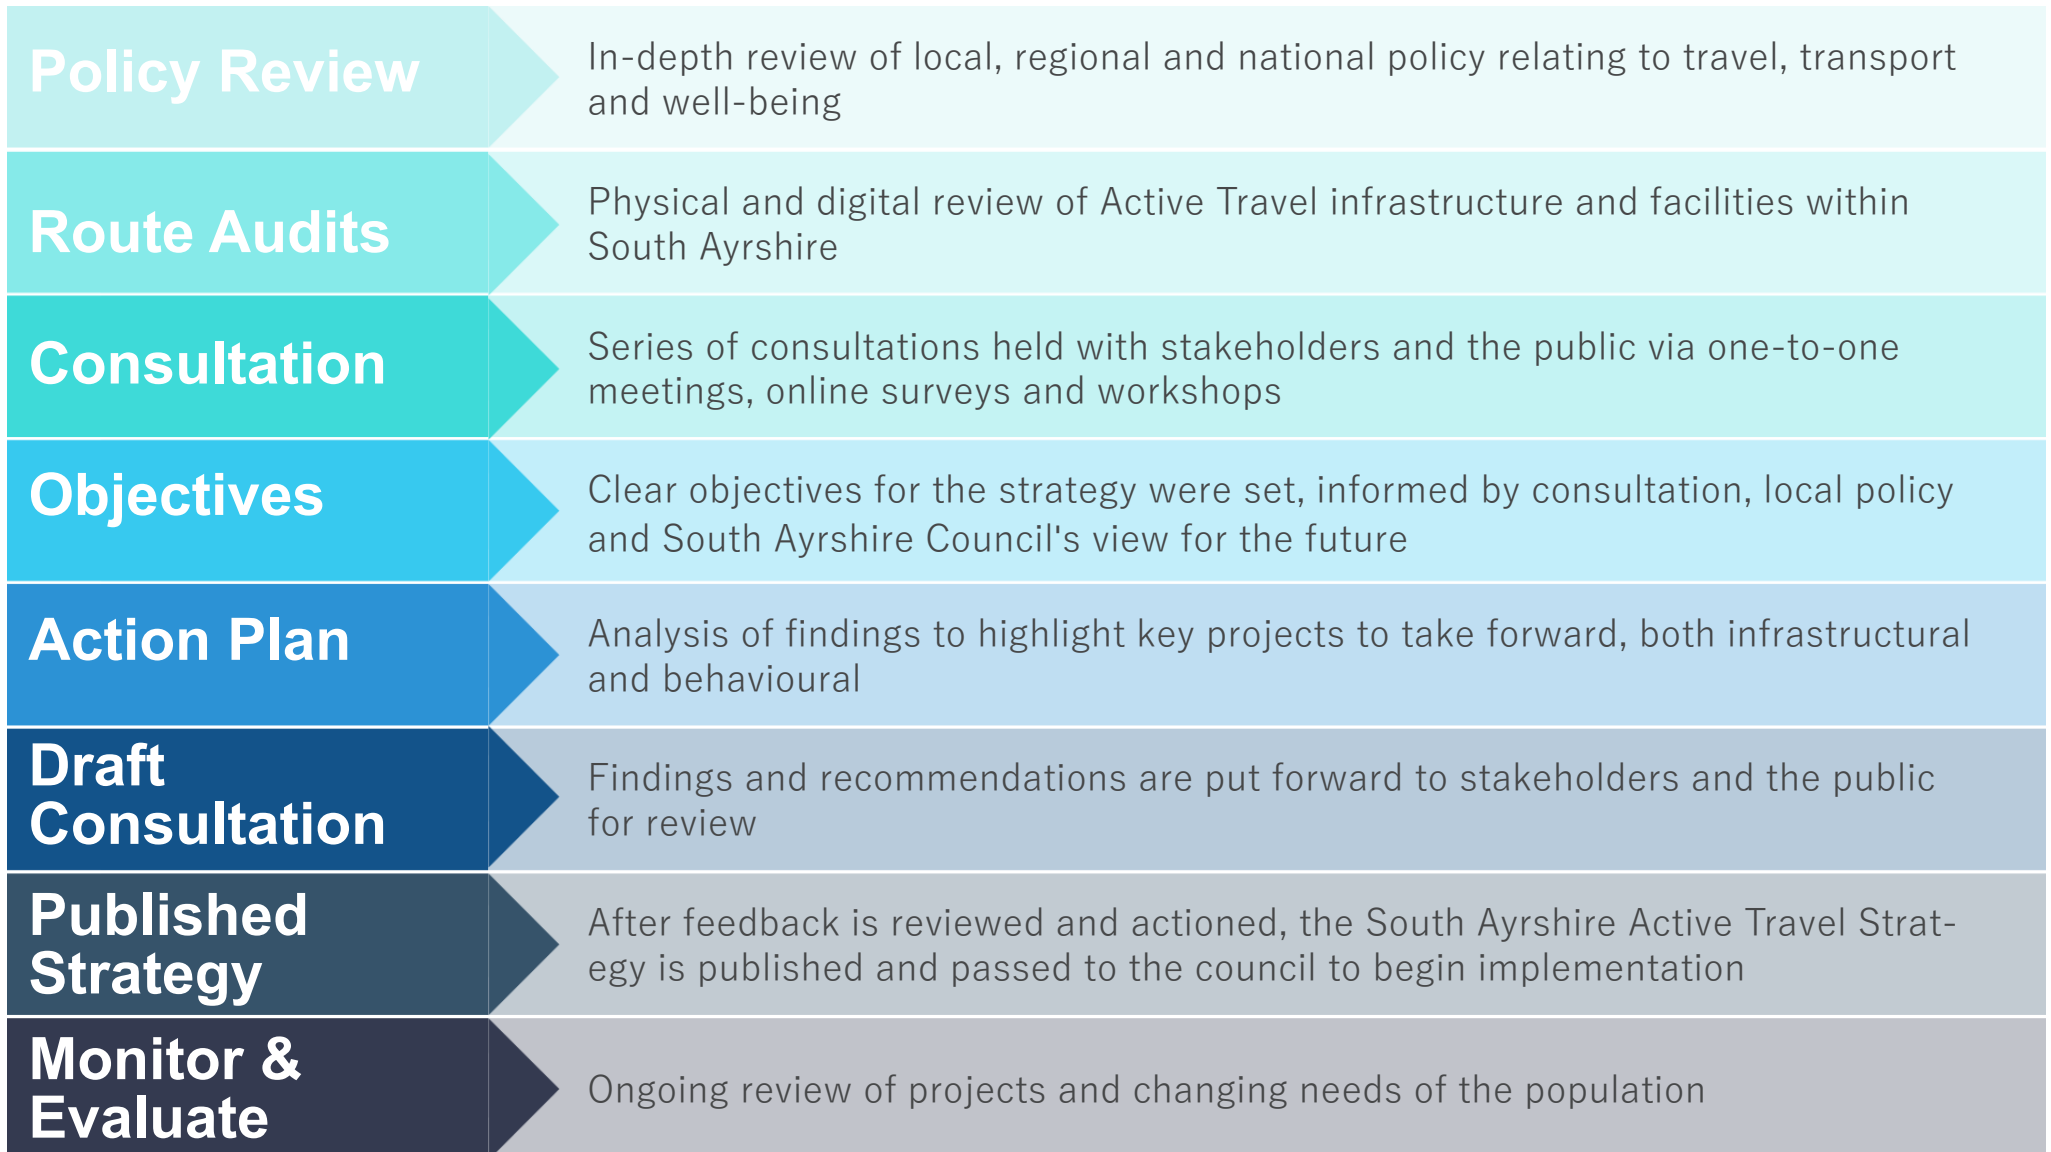 Policy Review
In-depth review of local, regional and national policy relating to travel, transport
and well-being
Route Audits
Physical and digital review of Active Travel infrastructure and facilities within
South Ayrshire
Consultation
Series of consultations held with stakeholders and the public via one-to-one
meetings, online surveys and workshops
Objectives
Clear objectives for the strategy were set, informed by consultation, local policy
and South Ayrshire Council's view for the future
Action Plan
Analysis of findings to highlight key projects to take forward, both infrastructural
and behavioural
Draft
Consultation
Findings and recommendations are put forward to stakeholders and the public
for review
Published
Strategy
After feedback is reviewed and actioned, the South Ayrshire Active Travel Strat-
egy is published and passed to the council to begin implementation
Monitor &
Evaluate
Ongoing review of projects and changing needs of the population